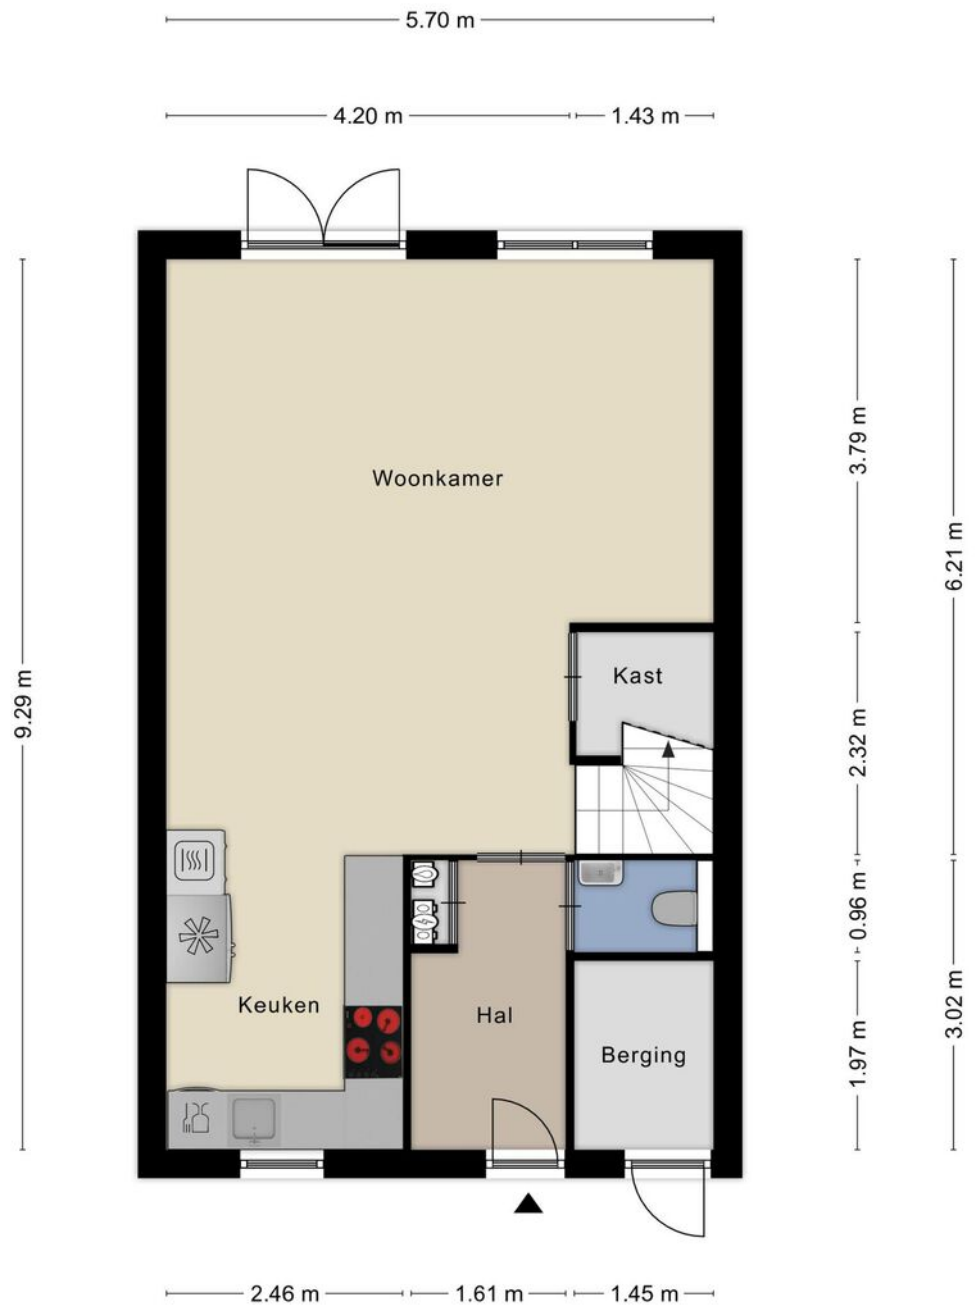 5.70 m
4.20 m
1.43 m
Woonkamer
3.79 m
6.21 m
Kast
9.29 m
2.32 m
0.96 m
Keuken
Hal
3.02 m
Berging
1.97 m
2.46 m
1.61 m
1.45 m